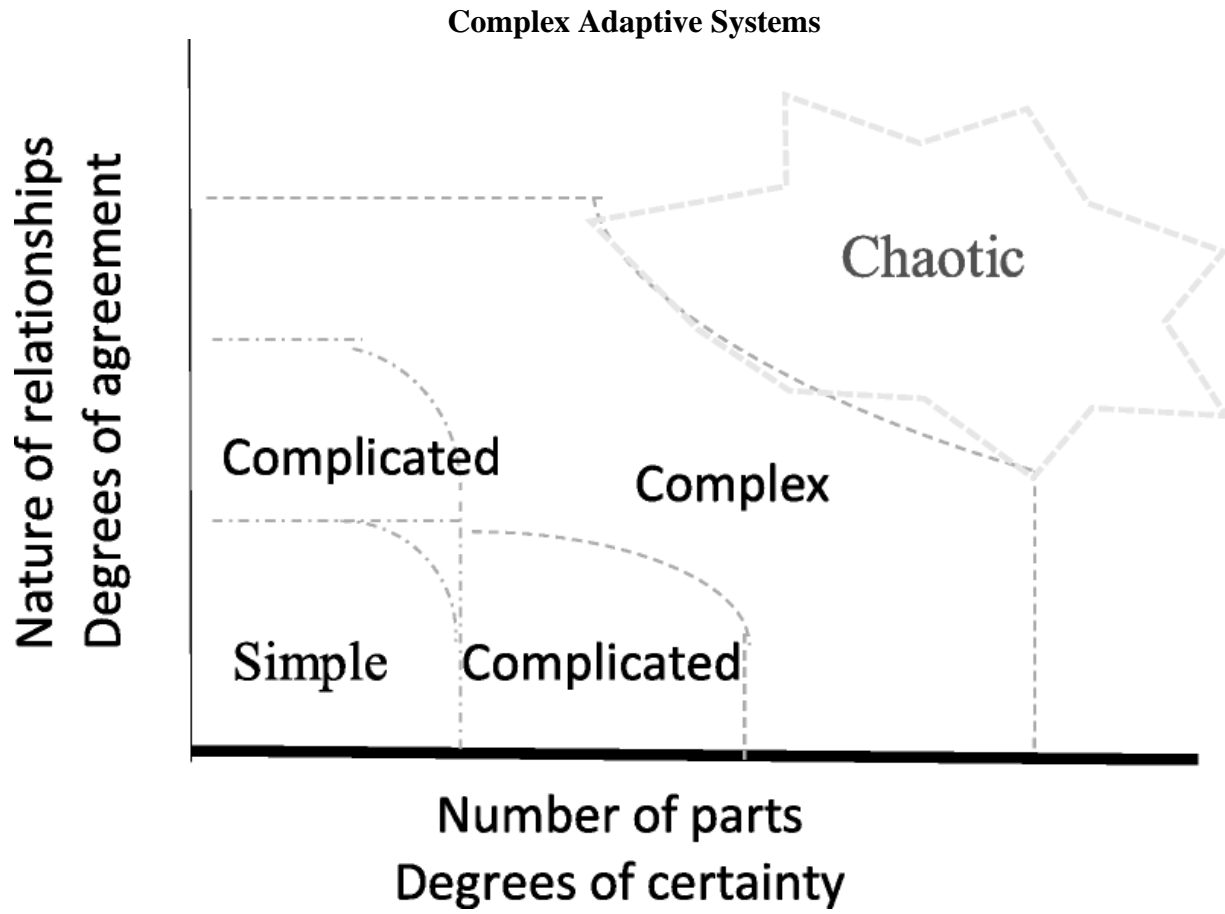 Complex Adaptive Systems
Nature of relationships
Degrees of agreement
Chaotic
Complicated
Complex
Simple
Complicated
Number of parts
Degrees of certainty